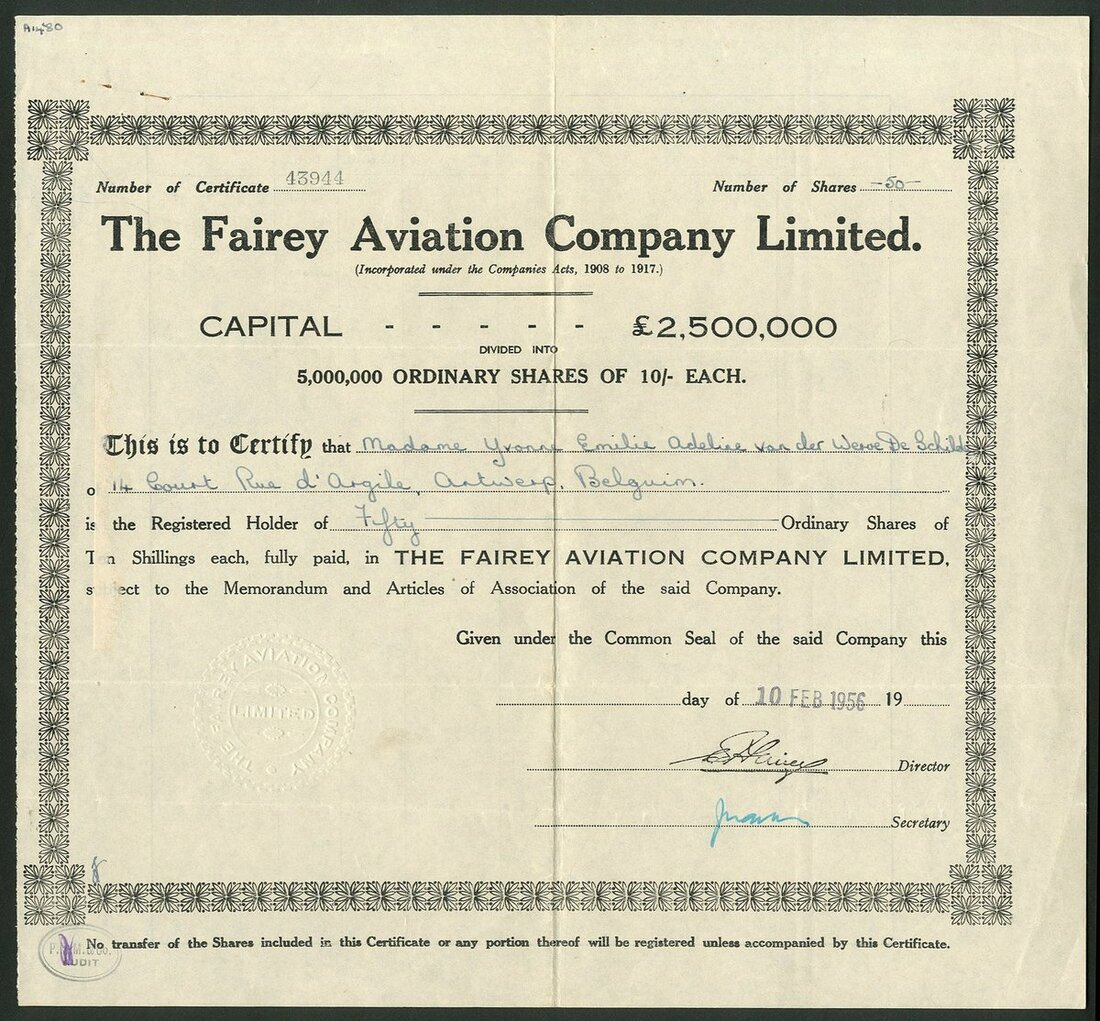 A1480
Number of Certificate 43944
Number of Shares -50-
The Fairey Aviation Company Limited.
(Incorporated under the Companies Acts, 1908 to 1917.)
CAPITAL - - - - - £2,500,000
DIVIDED INTO
5,000,000 ORDINARY SHARES OF 10/- EACH.
This is to Certify that Madame Yvonne Emilie Adeline van der Werve De Schilde
o 14 Court Rue d'Argile, Antwerp, Belguim.
is the Registered Holder of Fifty Ordinary Shares of
Ten Shillings each, fully paid, in THE FAIREY AVIATION COMPANY LIMITED,
subject to the Memorandum and Articles of Association of the said Company.
Given under the Common Seal of the said Company this
day of 10 FEB 1956 19
THE FAIREY AVIATION COMPANY
LIMITED
Director
Secretary
AUDIT
No transfer of the Shares included in this Certificate or any portion thereof will be registered unless accompanied by this Certificate.